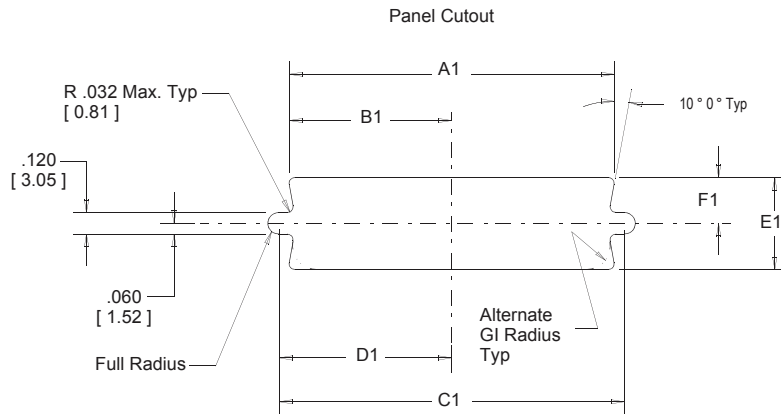 Panel Cutout
A1
R .032 Max. Typ
[ 0.81 ]
10 ° 0 ° Typ
B1
.120
[ 3.05 ]
F1
E1
.060
[ 1.52 ]
Alternate
GI Radius
Typ
Full Radius
D1
C1